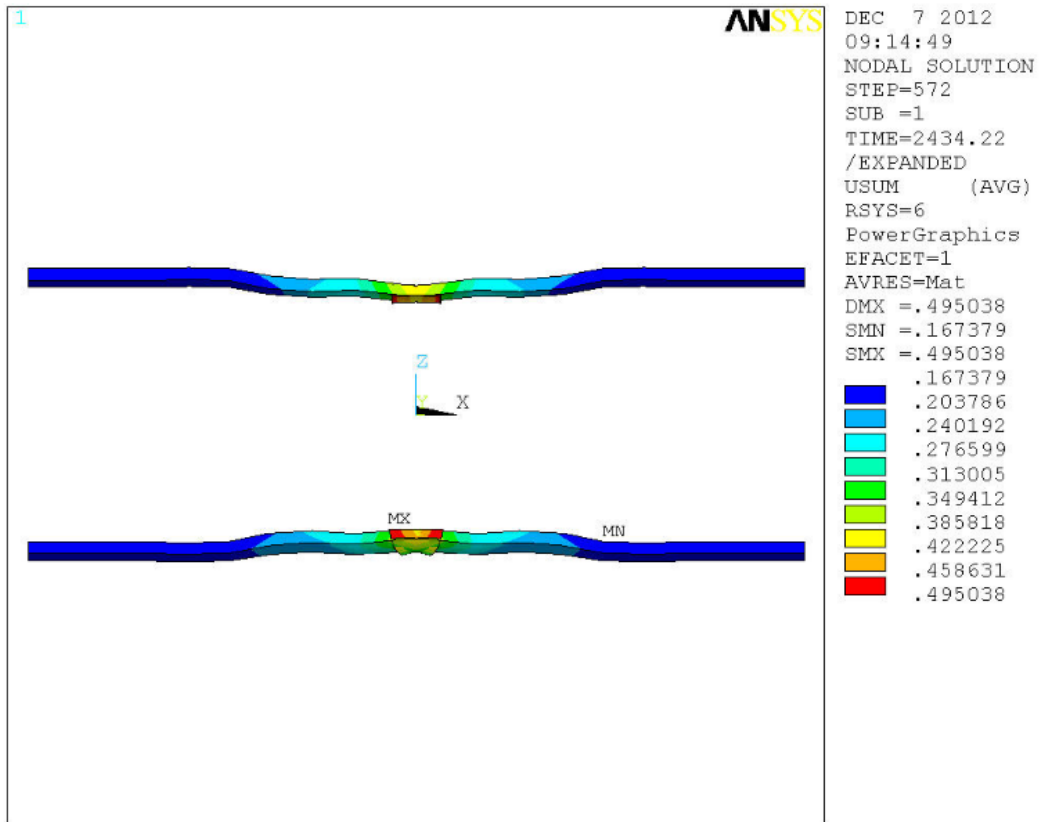 1
ANSYS
DEC 7 2012
09:14:49
NODAL SOLUTION
STEP=572
SUB =1
TIME=2434.22
/EXPANDED
USUM (AVG)
RSYS=6
PowerGraphics
EFACET=1
AVRES=Mat
DMX =.495038
SMN =.167379
SMX =.495038
.167379
.203786
.240192
.276599
.313005
.349412
.385818
.422225
.458631
.495038
Z
Y
X
MX
MN